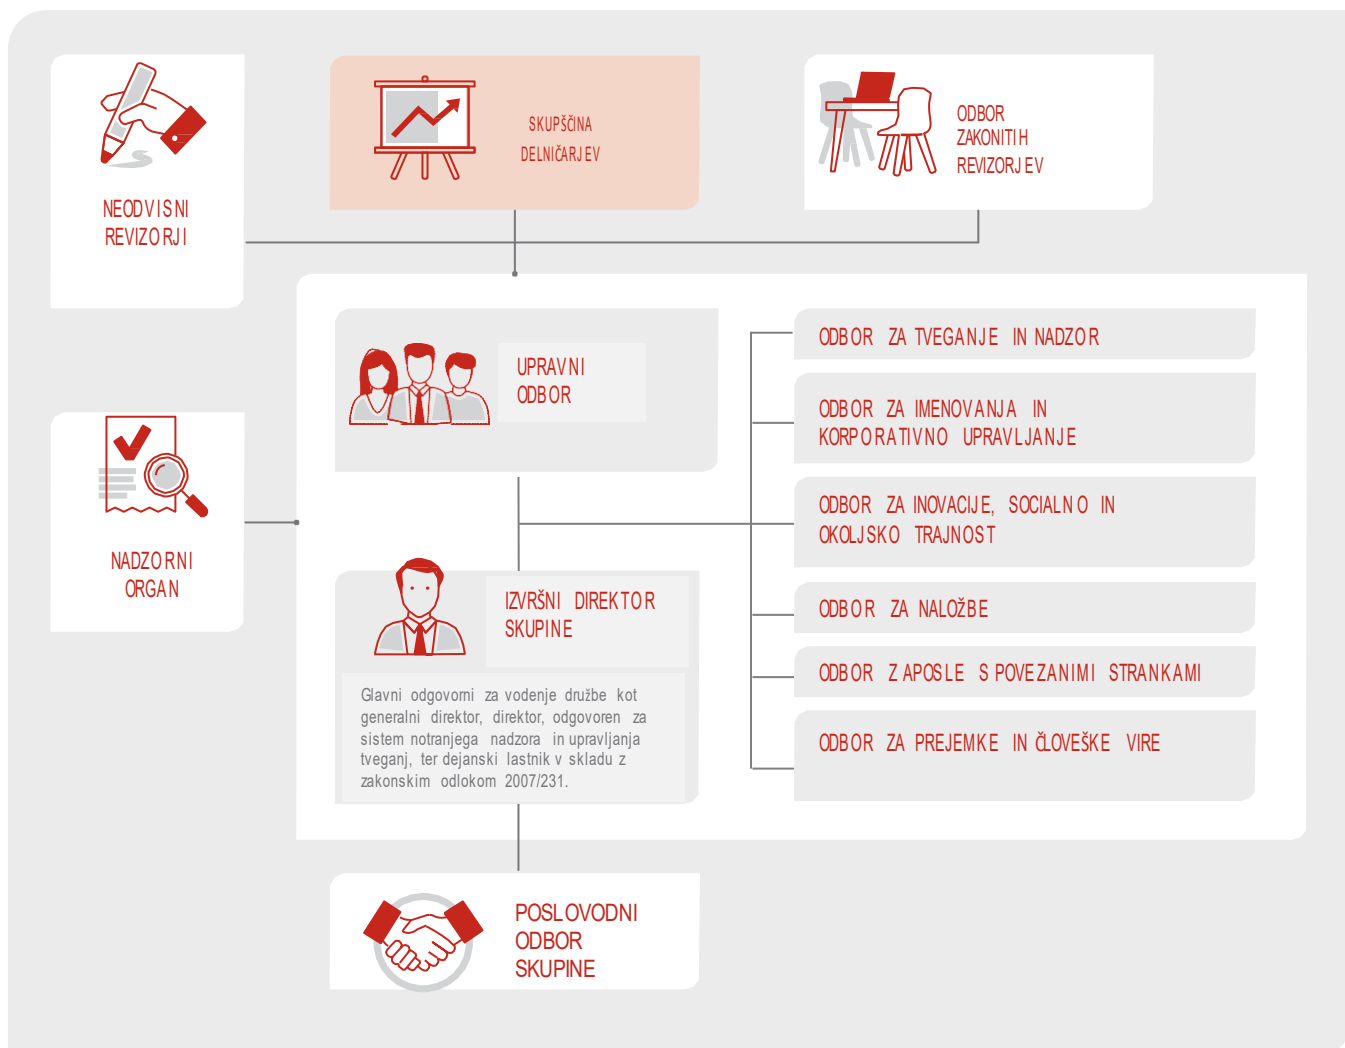 NEODVISNI
REVIZORJI
SKUPŠČINA
DELNIČARJEV
ODBOR
ZAKONITIH
REVIZORJEV
UPRAVNI
ODBOR
ODBOR ZA TVEGANJE IN NADZOR
ODBOR ZA IMENOVANJA IN
KORPORATIVNO UPRAVLJANJE
ODBOR ZA INOVACIJE, SOCIALNO IN
OKOLJSKO TRAJNOST
ODBOR ZA NALOŽBE
ODBOR ZAPOSLE S POVEZANIMI STRANKAMI
ODBOR ZA PREJEMKE IN ČLOVEŠKE VIRE
NADZORNI
ORGAN
IZVRŠNI DIREKTOR
SKUPINE
Glavni odgovorni za vodenje družbe kot
generalni direktor, direktor, odgovoren za
sistem notranjega nadzora in upravljanja
tveganj, ter dejanski lastnik v skladu z
zakonskim odlokom 2007/231.
POSLOVODNI
ODBOR
SKUPINE